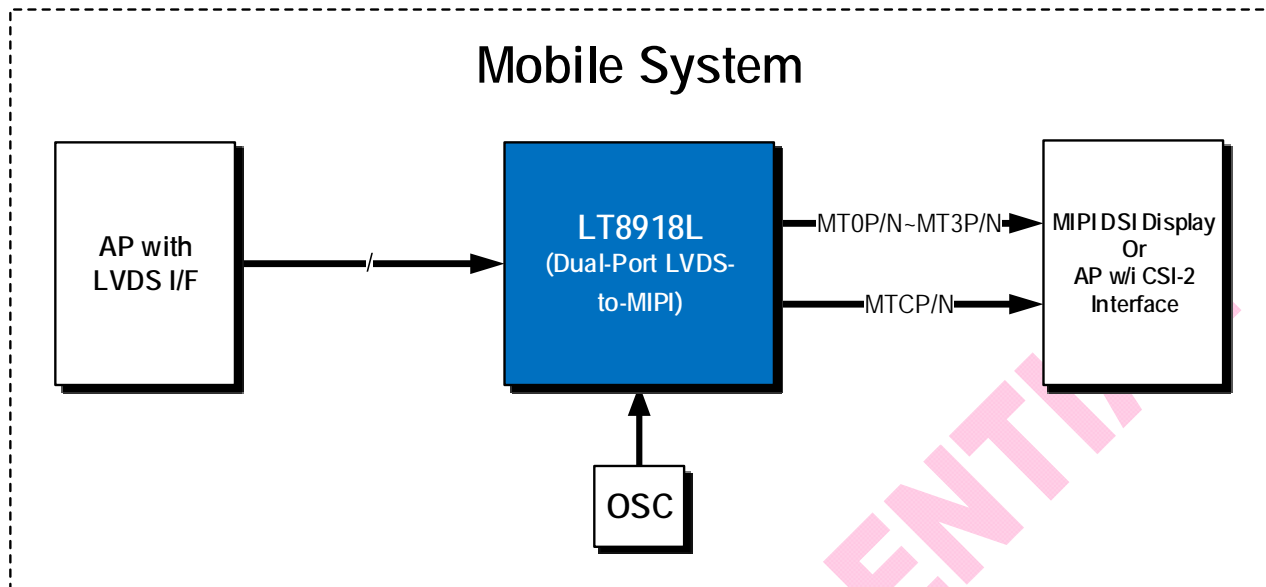 Mobile System
AP with
LVDS I/F
/
LT8918L
(Dual-Port LVDS-
to-MIPI)
MT0P/N~MT3P/N
MTCP/N
MIPI DSI Display
Or
AP w/i CSI-2
Interface
OSC